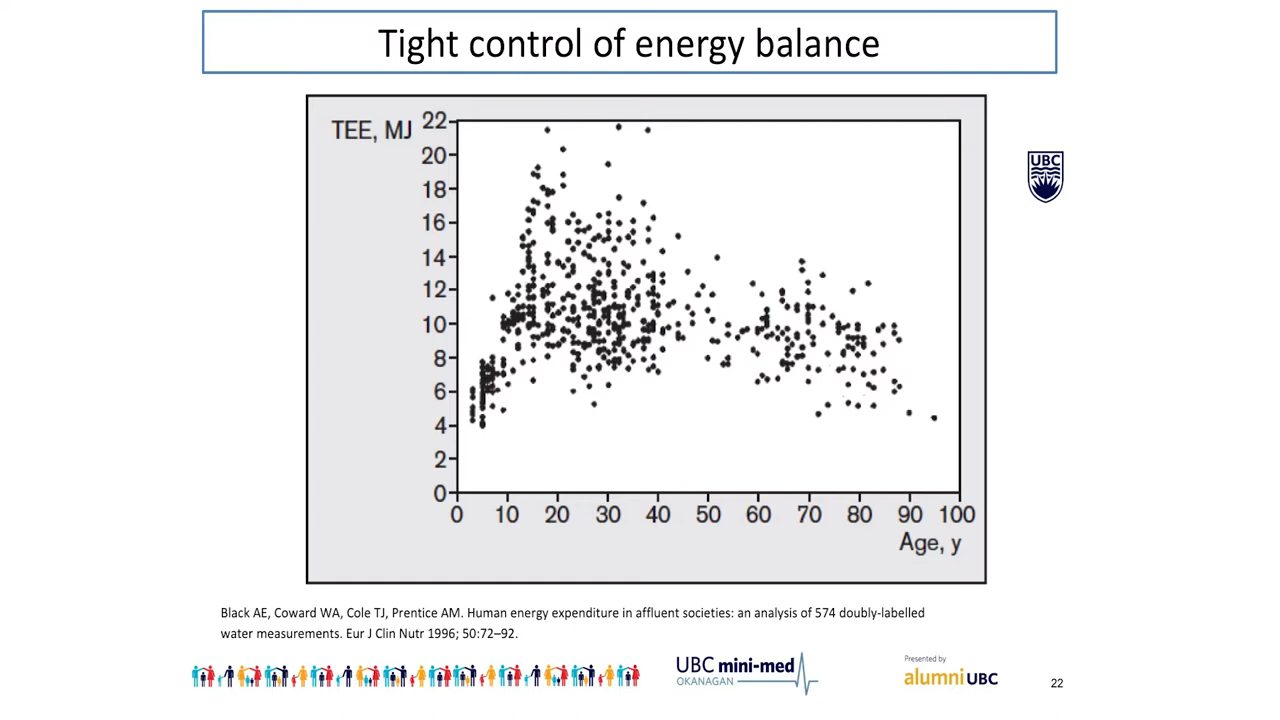 Tight control of energy balance
TEE, MJ
22
20
18
16
14
12
10
8
6
4
2
0
0 10 20 30 40 50 60 70 80 90 100
Age, y
UBC
Black AE, Coward WA, Cole TJ, Prentice AM. Human energy expenditure in affluent societies: an analysis of 574 doubly-labelled
water measurements. Eur J Clin Nutr 1996; 50:72–92.
UBC mini-med
OKANAGAN
Presented by
alumni UBC
22